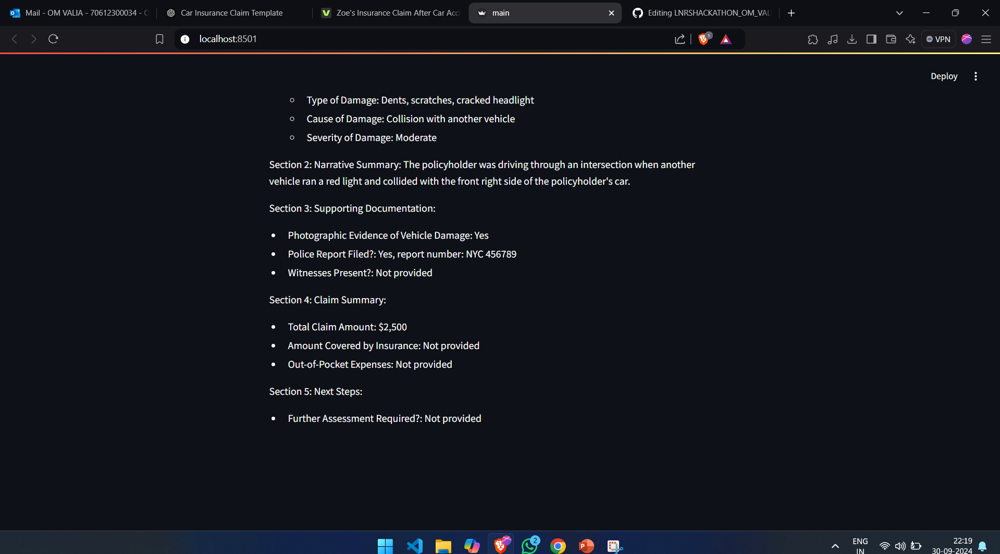 Mail - OM VALIA - 70612300034 - O
Car Insurance Claim Template
Zoe's Insurance Claim After Car Acci
main
Editing LNRSHACKATHON_OM_VALI
localhost:8501
1
VPN
Deploy
Type of Damage: Dents, scratches, cracked headlight
Cause of Damage: Collision with another vehicle
Severity of Damage: Moderate
Section 2: Narrative Summary: The policyholder was driving through an intersection when another
vehicle ran a red light and collided with the front right side of the policyholder's car.
Section 3: Supporting Documentation:
Photographic Evidence of Vehicle Damage: Yes
Police Report Filed?: Yes, report number: NYC 456789
Witnesses Present?: Not provided
Section 4: Claim Summary:
Total Claim Amount: $2,500
Amount Covered by Insurance: Not provided
Out-of-Pocket Expenses: Not provided
Section 5: Next Steps:
Further Assessment Required?: Not provided
2
ENG
IN
22:19
30-09-2024